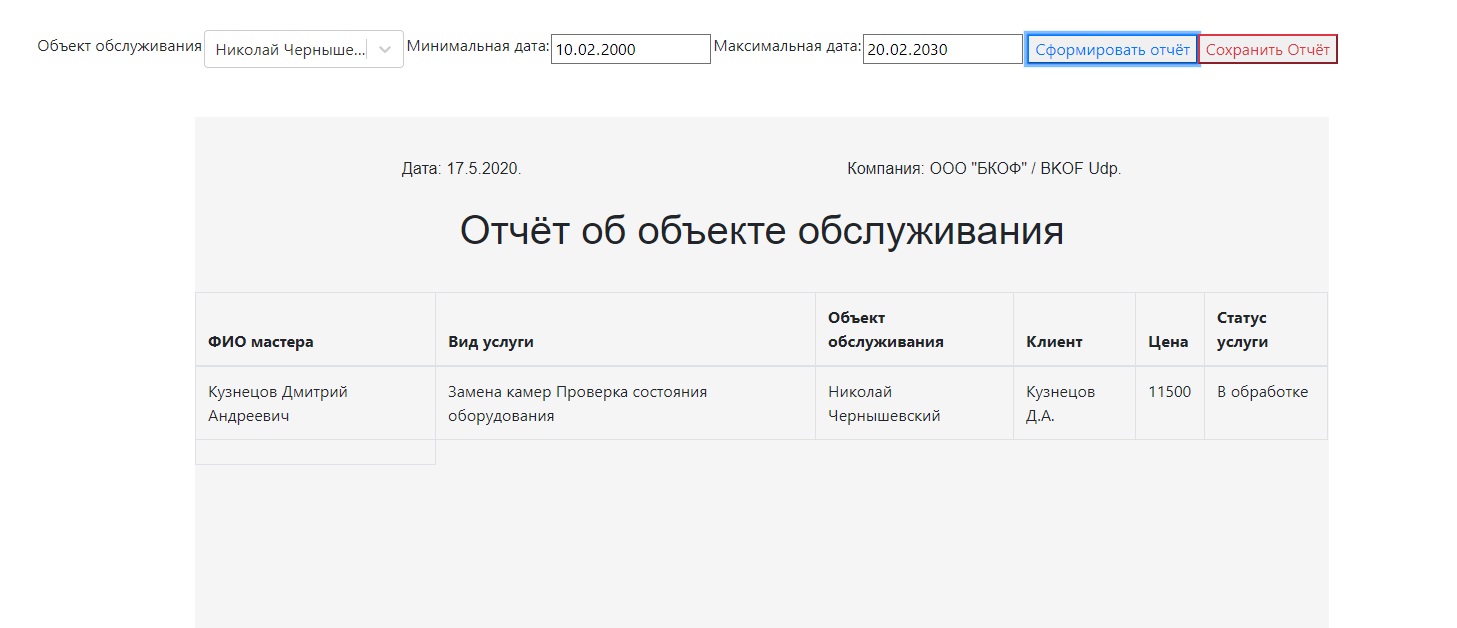 Объект обслуживания Николай Черныше... Минимальная дата: 10.02.2000 Максимальная дата: 20.02.2030 Сформировать отчёт Сохранить Отчёт
Дата: 17.5.2020. Компания: ООО "БКОФ" / BKOF Udp.
Отчёт об объекте обслуживания
ФИО мастера Вид услуги Объект обслуживания Клиент Цена Статус услуги
Кузнецов Дмитрий Замена камер Проверка состояния Николай Кузнецов 11500 В обработке
Андреевич оборудования Чернышевский Д.А.